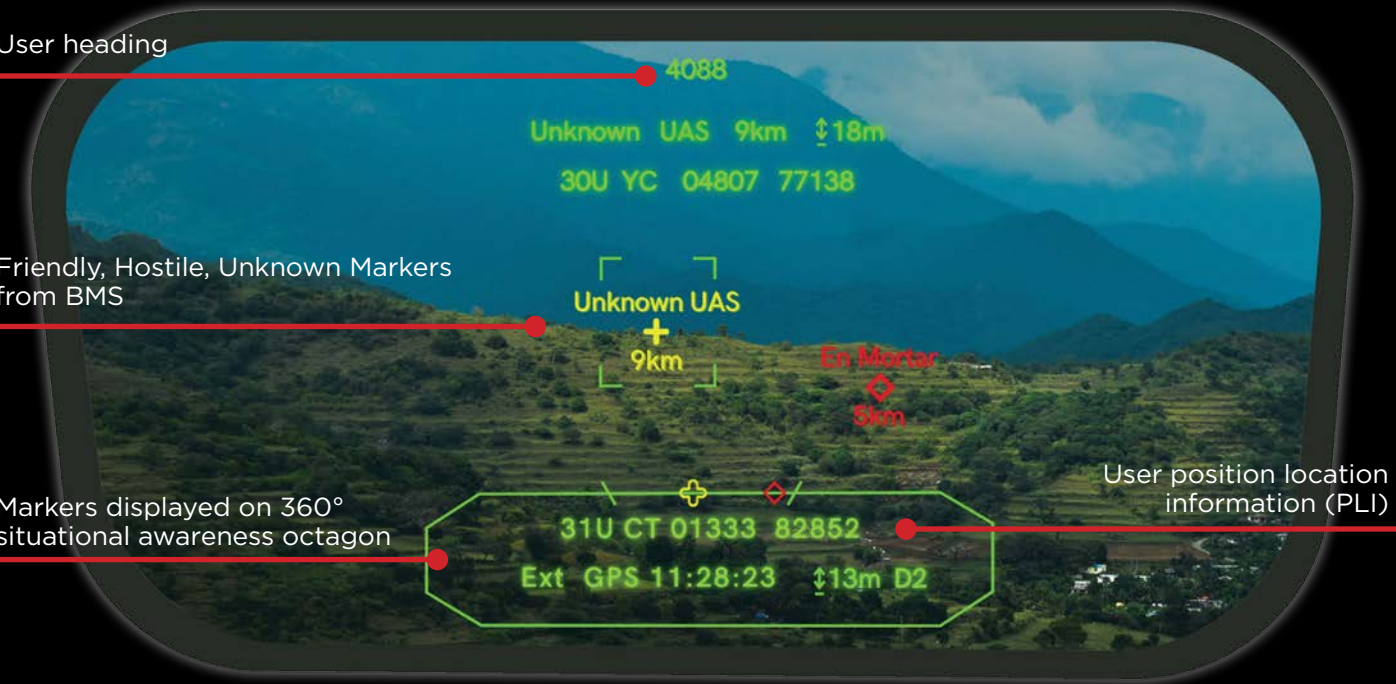 User heading
4088
Unknown UAS 9km ↕18m
30U YC 04807 77138
Friendly, Hostile, Unknown Markers
from BMS
Unknown UAS
9km
En Mortar
5km
Markers displayed on 360°
situational awareness octagon
User position location
information (PLI)
31U CT 01333 82852
Ext GPS 11:28:23 ↕13m D2